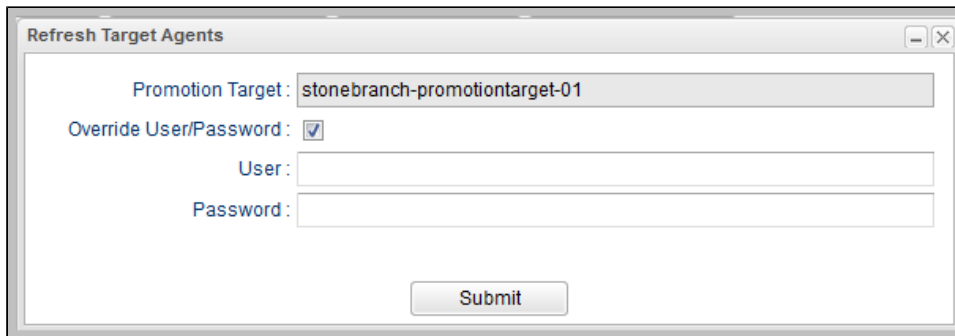 Refresh Target Agents
Promotion Target : stonebranch-promotiontarget-01
Override User/Password :
User :
Password :
Submit